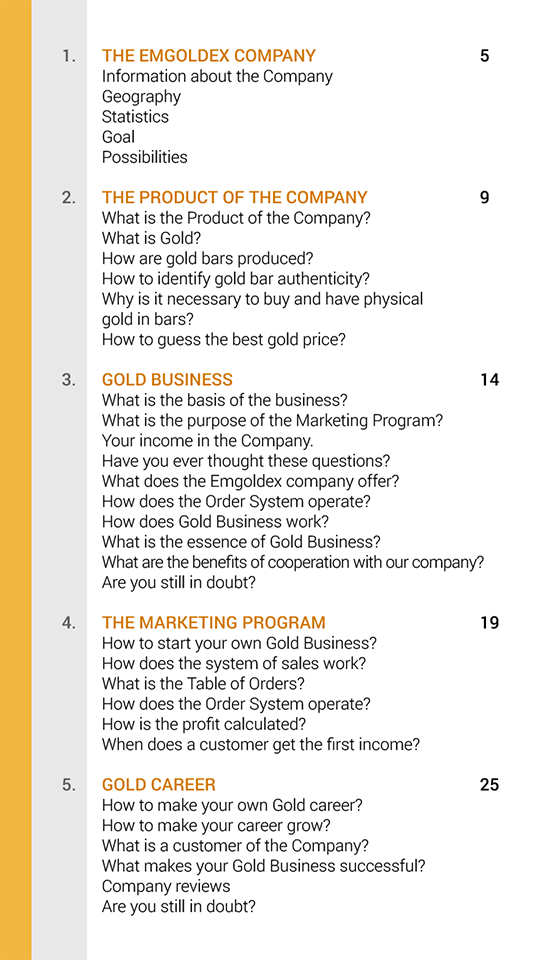 1. THE EMGOLDEX COMPANY 5
Information about the Company
Geography
Statistics
Goal
Possibilities
2. THE PRODUCT OF THE COMPANY 9
What is the Product of the Company?
What is Gold?
How are gold bars produced?
How to identify gold bar authenticity?
Why is it necessary to buy and have physical
gold in bars?
How to guess the best gold price?
3. GOLD BUSINESS 14
What is the basis of the business?
What is the purpose of the Marketing Program?
Your income in the Company.
Have you ever thought these questions?
What does the Emgoldex company offer?
How does the Order System operate?
How does Gold Business work?
What is the essence of Gold Business?
What are the benefits of cooperation with our company?
Are you still in doubt?
4. THE MARKETING PROGRAM 19
How to start your own Gold Business?
How does the system of sales work?
What is the Table of Orders?
How does the Order System operate?
How is the profit calculated?
When does a customer get the first income?
5. GOLD CAREER 25
How to make your own Gold career?
How to make your career grow?
What is a customer of the Company?
What makes your Gold Business successful?
Company reviews
Are you still in doubt?